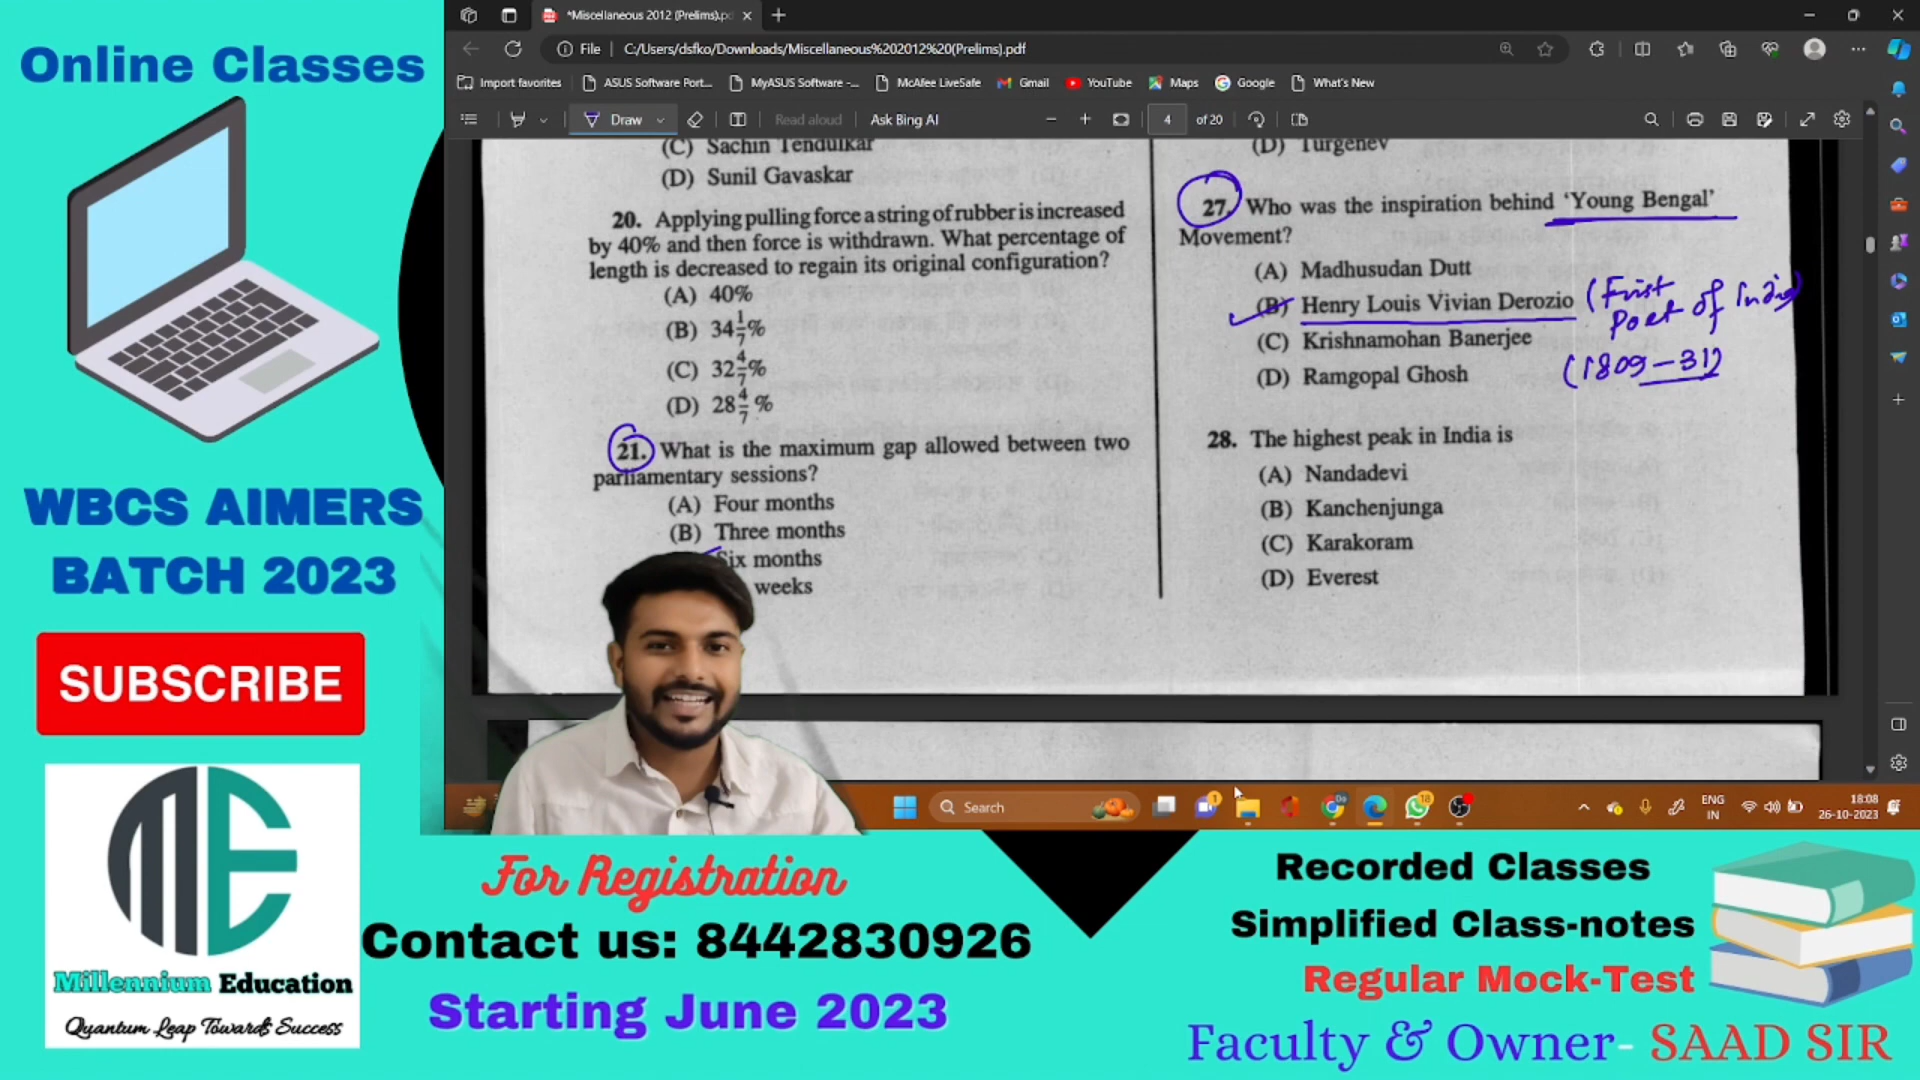 Online Classes
WBCS AIMERS
BATCH 2023
SUBSCRIBE
ME
Millennium Education
Quantum Leap Towards Success
*Miscellaneous 2012 (Prelims).pd
File
C:/Users/dsfko/Downloads/Miscellaneous%202012%20(Prelims).pdf
Import favorites
ASUS Software Port...
MyASUS Software -...
McAfee LiveSafe
Gmail
YouTube
Maps
Google
What's New
Draw
Read aloud
Ask Bing AI
4
of 20
(C) Sachin Tendulkar
(D) Sunil Gavaskar
20. Applying pulling force a string of rubber is increased
by 40% and then force is withdrawn. What percentage of
length is decreased to regain its original configuration?
(A) 40%
(B) 34 1/7%
(C) 32 4/7%
(D) 28 4/7 %
21. What is the maximum gap allowed between two
parliamentary sessions?
(A) Four months
(B) Three months
Six months
weeks
(D) Turgenev
27. Who was the inspiration behind ‘Young Bengal’
Movement?
(A) Madhusudan Dutt
(B) Henry Louis Vivian Derozio (First
Poet of India)
(C) Krishnamohan Banerjee
(1809 – 31)
(D) Ramgopal Ghosh
28. The highest peak in India is
(A) Nandadevi
(B) Kanchenjunga
(C) Karakoram
(D) Everest
Search
ENG
IN
18:08
26-10-2023
For Registration
Contact us: 8442830926
Starting June 2023
Recorded Classes
Simplified Class-notes
Regular Mock-Test
Faculty & Owner- SAAD SIR